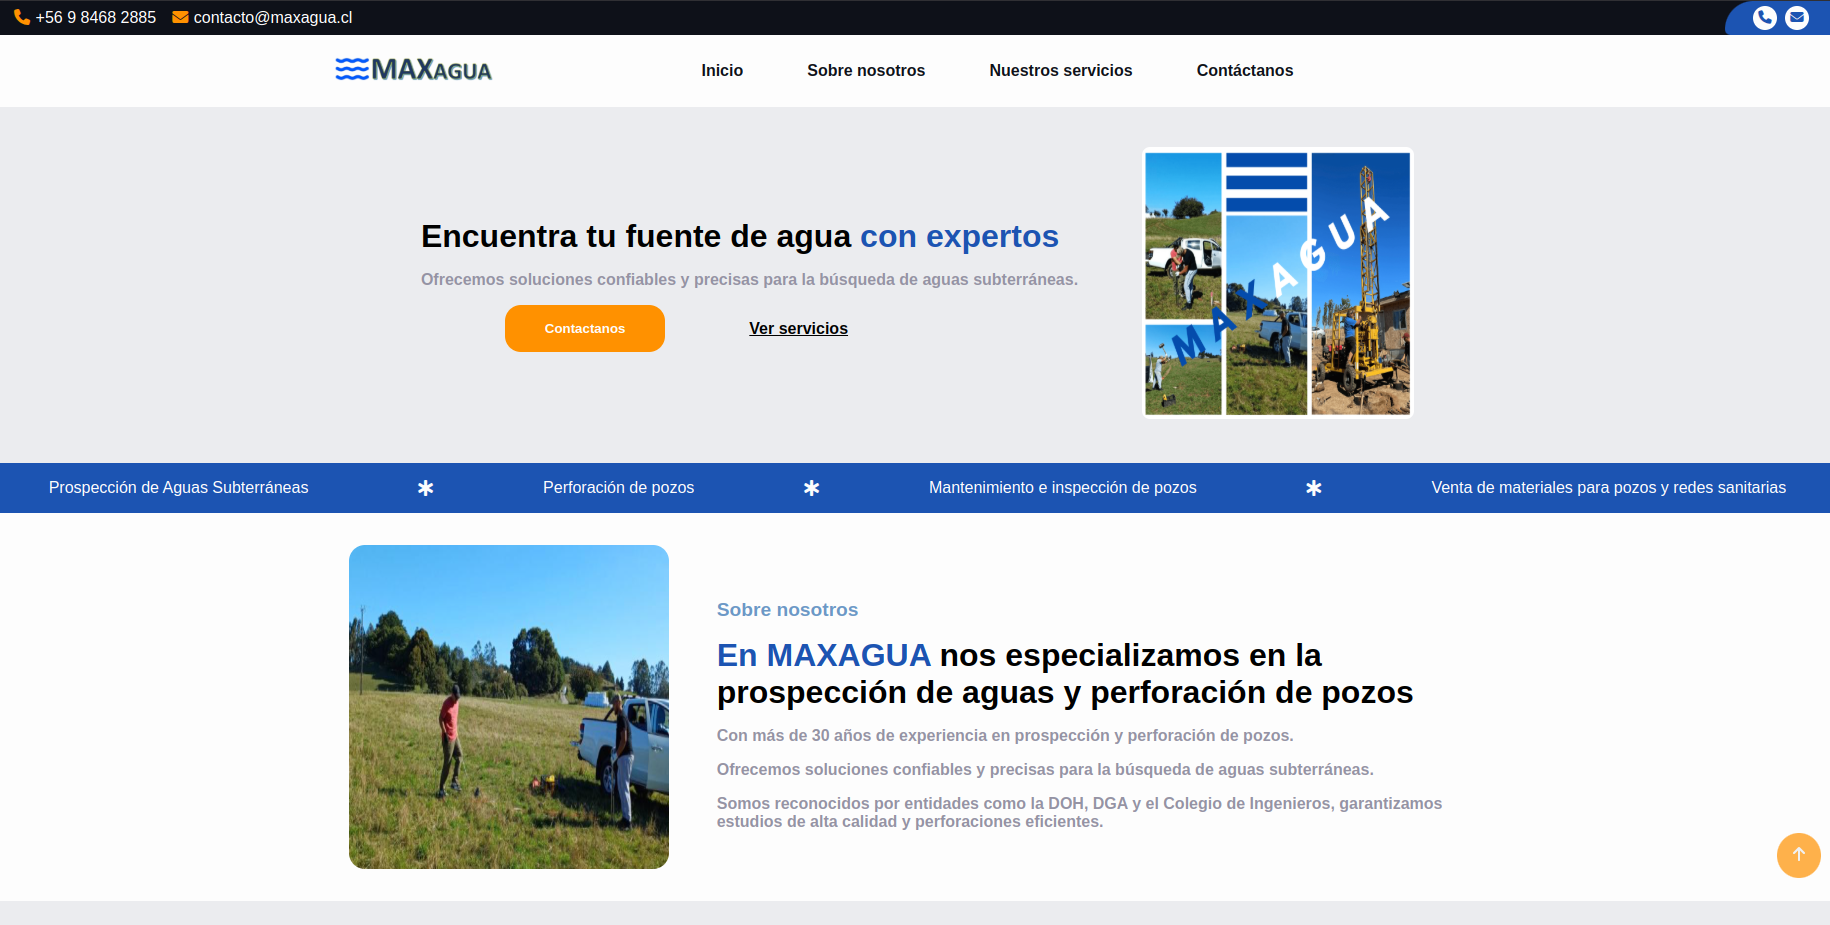 +56 9 8468 2885 contacto@maxagua.cl
MAXAGUA
Inicio Sobre nosotros Nuestros servicios Contáctanos
Encuentra tu fuente de agua con expertos
Ofrecemos soluciones confiables y precisas para la búsqueda de aguas subterráneas.
Contactanos Ver servicios
MAXAGUA
Prospección de Aguas Subterráneas Perforación de pozos Mantenimiento e inspección de pozos Venta de materiales para pozos y redes sanitarias
Sobre nosotros
En MAXAGUA nos especializamos en la
prospección de aguas y perforación de pozos
Con más de 30 años de experiencia en prospección y perforación de pozos.
Ofrecemos soluciones confiables y precisas para la búsqueda de aguas subterráneas.
Somos reconocidos por entidades como la DOH, DGA y el Colegio de Ingenieros, garantizamos
estudios de alta calidad y perforaciones eficientes.